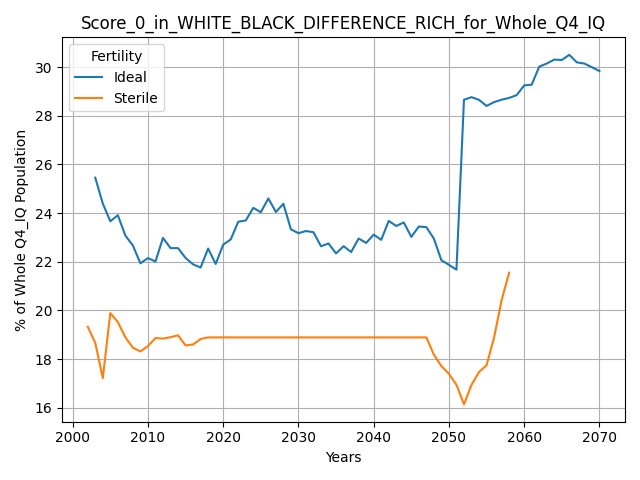 Score_0_in_WHITE_BLACK_DIFFERENCE_RICH_for_Whole_Q4_IQ
Fertility
Ideal
Sterile
% of Whole Q4_IQ Population
30
28
26
24
22
20
18
16
2000 2010 2020 2030 2040 2050 2060 2070
Years